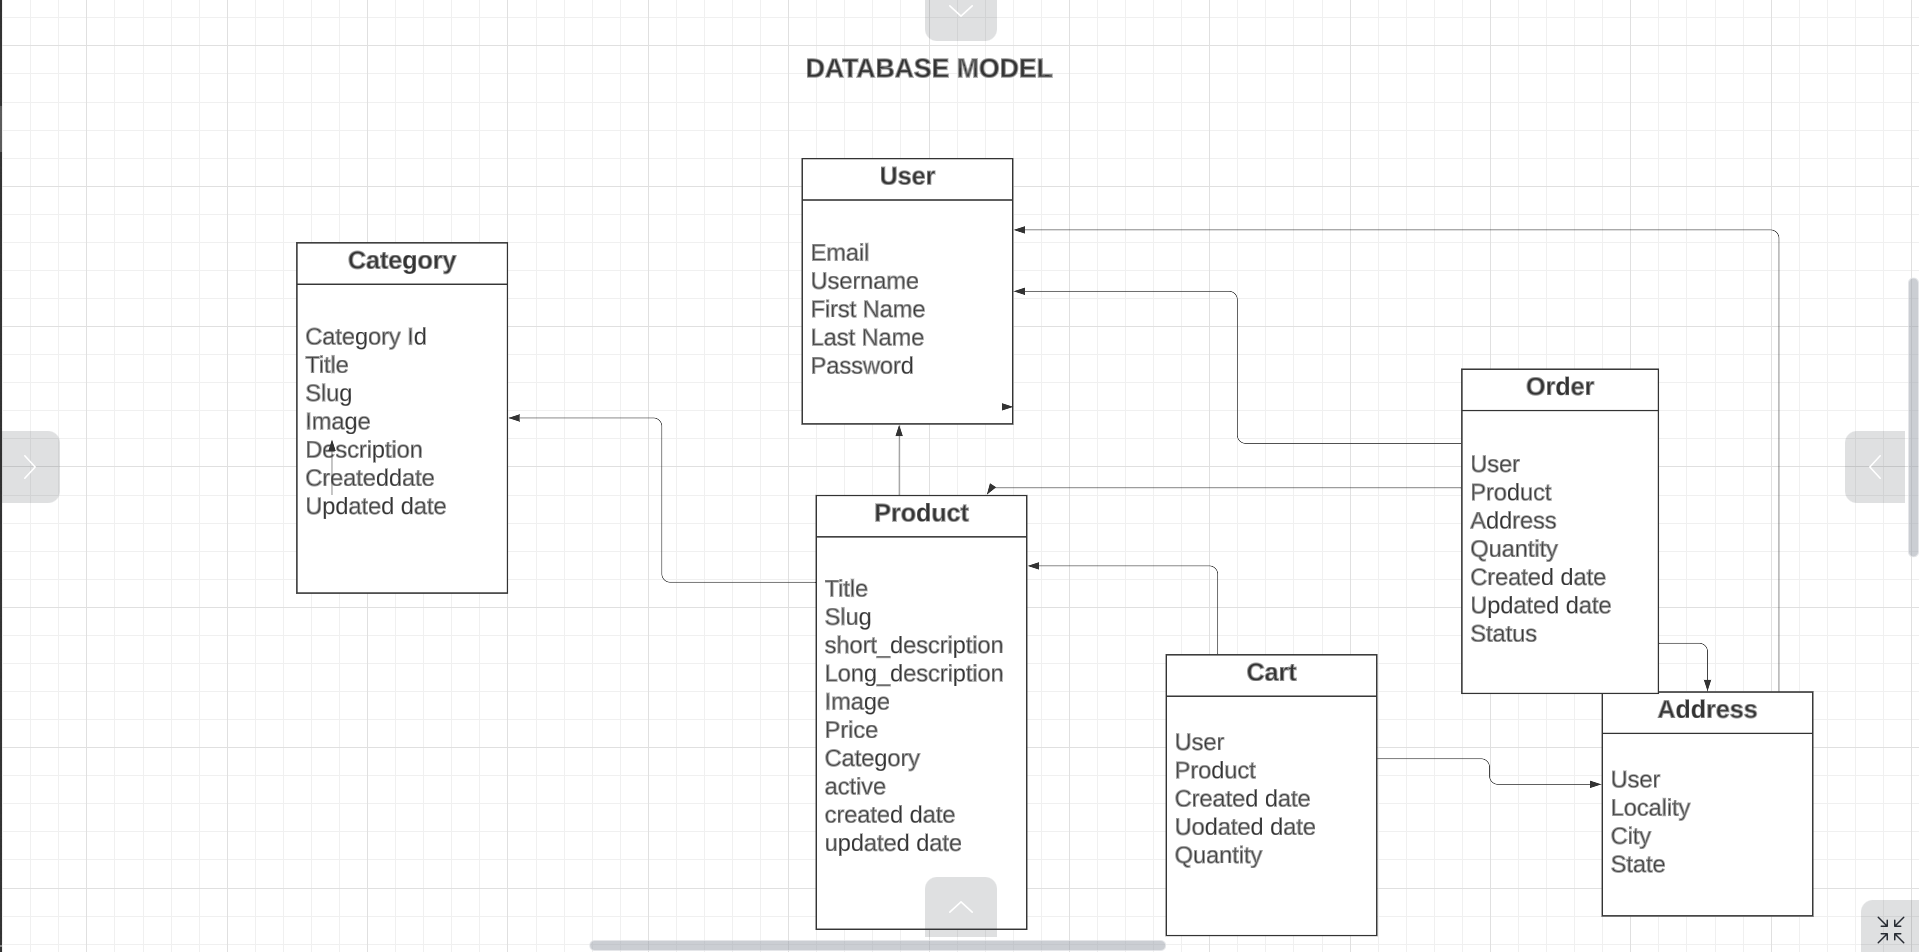 DATABASE MODEL
User
Email
Username
First Name
Last Name
Password
Category
Category Id
Title
Slug
Image
Description
Createddate
Updated date
Product
Title
Slug
short_description
Long_description
Image
Price
Category
active
created date
updated date
Order
User
Product
Address
Quantity
Created date
Updated date
Status
Cart
User
Product
Created date
Uodated date
Quantity
Address
User
Locality
City
State